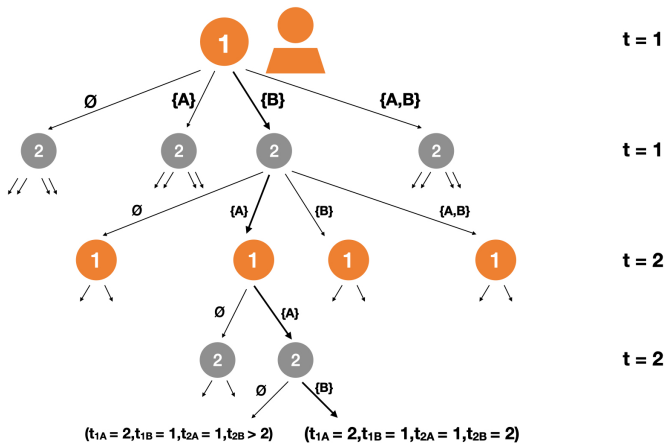 1
t = 1
Ø {A} {B} {A,B}
2 2 2 2
t = 1
Ø {A} {B} {A,B}
1 1 1 1
t = 2
Ø {A}
2 2
t = 2
Ø {B}
(t1A = 2,t1B = 1,t2A = 1,t2B > 2) (t1A = 2,t1B = 1,t2A = 1,t2B = 2)